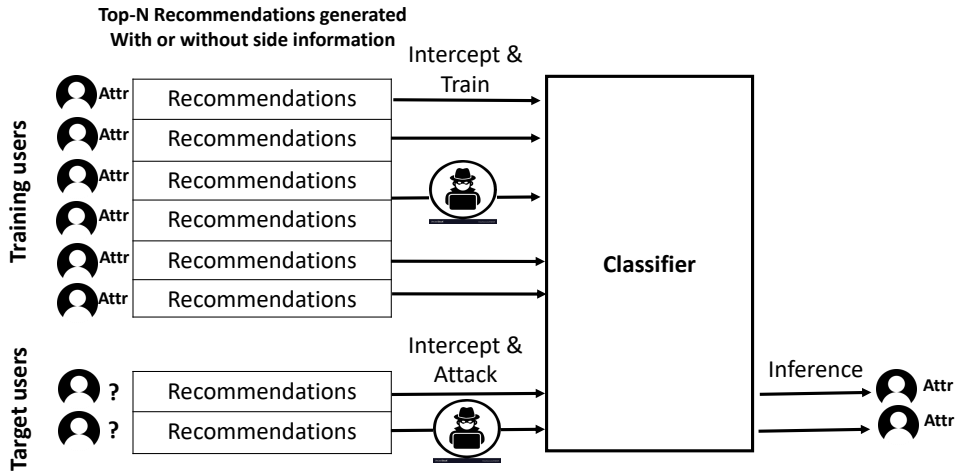 Top-N Recommendations generated
With or without side information
Intercept &
Train
Training users
Attr
Recommendations
Attr
Recommendations
Attr
Recommendations
Attr
Recommendations
Attr
Recommendations
Attr
Recommendations
Classifier
Intercept &
Attack
Target users
?
Recommendations
?
Recommendations
Inference
Attr
Attr